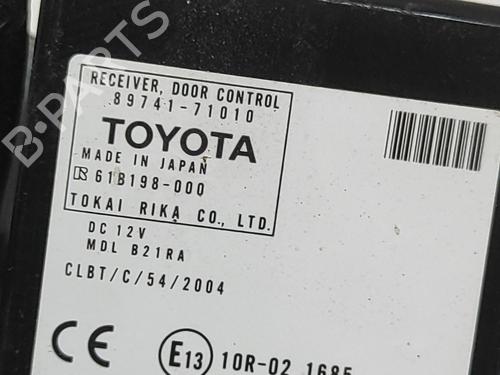 RECEIVER, DOOR CONTROL
89741-71010
TOYOTA
MADE IN JAPAN
R 61B198-000
TOKAI RIKA CO., LTD.
DC 12V
MDL B21RA
CLBT/C/54/2004
CE E13 10R-02 1685
B-PARTS